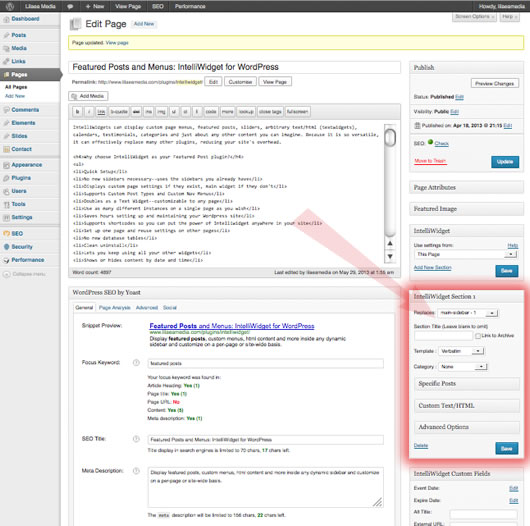 Lilaea Media
+ New
View Page
SEO
Performance
Howdy, lilaeamedia
Screen Options
Help
Dashboard
Posts
Media
Links
Pages
All Pages
Add New
Comments
Elements
Slides
Contact
Appearance
Plugins
Users
Tools
Settings
SEO
Security
Performance
Collapse menu
Edit Page Add New
Page updated. View page
Featured Posts and Menus: IntelliWidget for WordPress
Permalink: http://www.lilaeamedia.com/plugins/intelliwidget/ Edit Customise View Page
Add Media
b i link b-quote del ins img ul ol li code more lookup close tags fullscreen
IntelliWidgets can display custom page menus, featured posts, sliders, arbitrary text/html (textwidgets),
calendars, testimonials, categories and just about any other content you can imagine. Because it is so versatile,
it can effectively replace many other plugins, reducing your site's overhead.
<h4>Why choose IntelliWidget as your Featured Post plugin?</h4>
<ul>
<li>Quick Setup</li>
<li>No new sidebars necessary--uses the sidebars you already have</li>
<li>Displays custom page settings if they exist, main widget if they don't</li>
<li>Supports Custom Post Types and Custom Nav Menus</li>
<li>Doubles as a Text Widget--customizable to any page</li>
<li>Use as many different instances on a single page as you wish</li>
<li>Saves hours setting up and maintaining your Wordpress site</li>
<li>Supports shortcodes so you can put the power of IntelliWidget anywhere in your site</li>
<li>Set up one page and reuse settings on other pages</li>
<li>No new database tables</li>
<li>Clean uninstall</li>
<li>Lets you keep using all your other widgets</li>
<li>Shows or hides content by date and time</li>
Word count: 4697
Last edited by lilaeamedia on May 29, 2013 at 1:36 am
WordPress SEO by Yoast
General Page Analysis Advanced Social
Snippet Preview:
Featured Posts and Menus: IntelliWidget for WordPress
www.lilaeamedia.com/plugins/intelliwidget/
Display featured posts, custom menus, html content and more inside any dynamic
sidebar and customize on a per-page or site-wide basis.
Focus Keyword:
featured posts
Your focus keyword was found in:
Article Heading: Yes (1)
Page title: Yes (1)
Page URL: No
Content: Yes (5)
Meta description: Yes (1)
SEO Title:
Featured Posts and Menus: IntelliWidget for WordPress
Title display in search engines is limited to 70 chars, 17 chars left.
Meta Description:
Display featured posts, custom menus, html content and more inside any dynamic sidebar and customize
on a per-page or site-wide basis.
The meta description will be limited to 156 chars, 22 chars left.
Publish
Preview Changes
Status: Published Edit
Visibility: Public Edit
Published on: Apr 18, 2013 @ 21:15 Edit
SEO: Check
Move to Trash
Update
Page Attributes
Featured Image
IntelliWidget
Use settings from: Help
This Page
Add New Section
Save
IntelliWidget Section 1
Replaces main-sidebar - 1
Section Title (Leave blank to omit)
Link to Archive
Template : Verbatim
Category : None
Specific Posts
Custom Text/HTML
Advanced Options
Delete
Save
IntelliWidget Custom Fields
Event Date: Edit
Expire Date: Edit
Alt Title:
External URL: